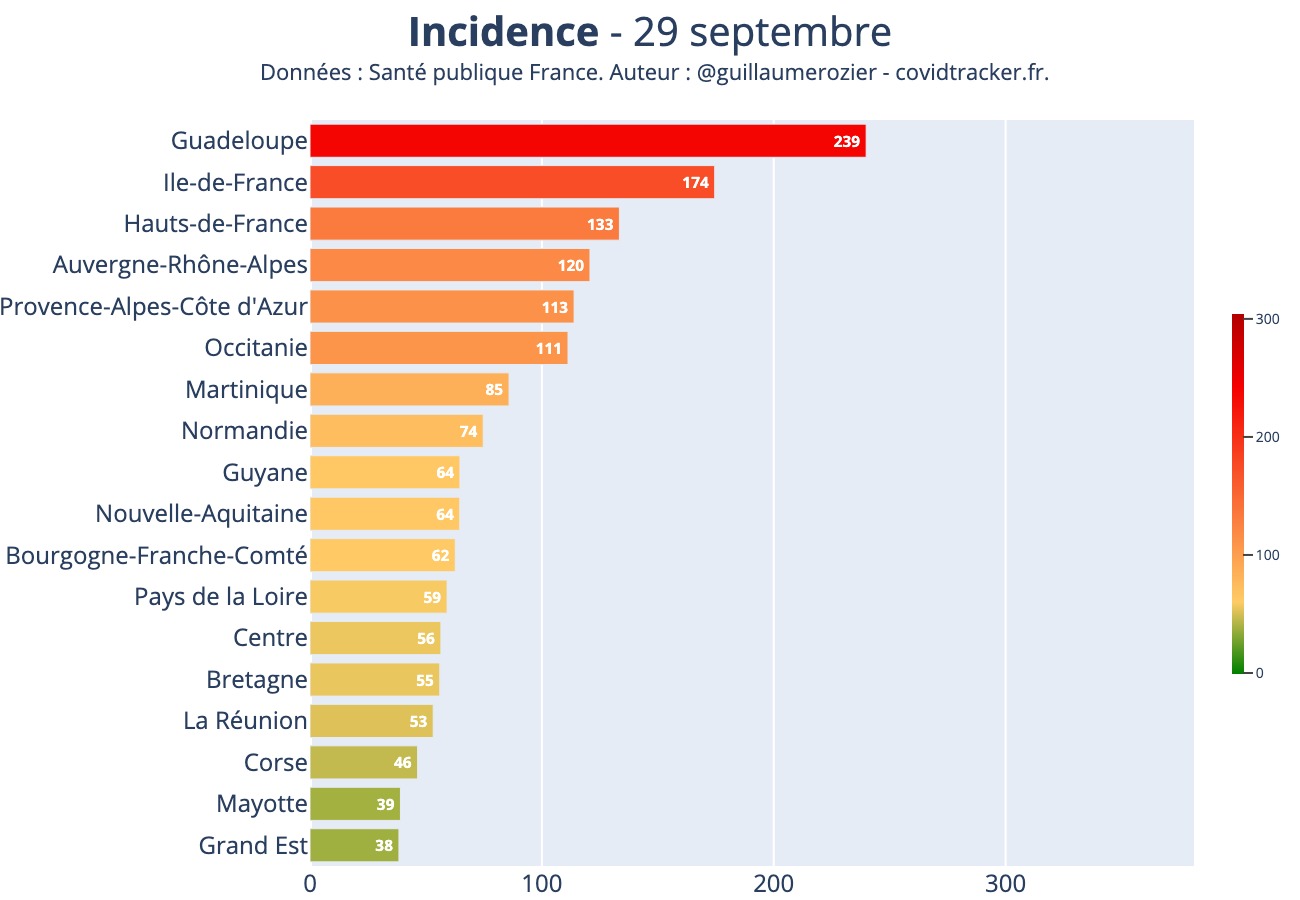 Incidence - 29 septembre
Données : Santé publique France. Auteur : @guillaumerozier - covidtracker.fr.
Guadeloupe 239
Ile-de-France 174
Hauts-de-France 133
Auvergne-Rhône-Alpes 120
Provence-Alpes-Côte d'Azur 113
Occitanie 111
Martinique 85
Normandie 74
Guyane 64
Nouvelle-Aquitaine 64
Bourgogne-Franche-Comté 62
Pays de la Loire 59
Centre 56
Bretagne 55
La Réunion 53
Corse 46
Mayotte 39
Grand Est 38
0 100 200 300
300
200
100
0